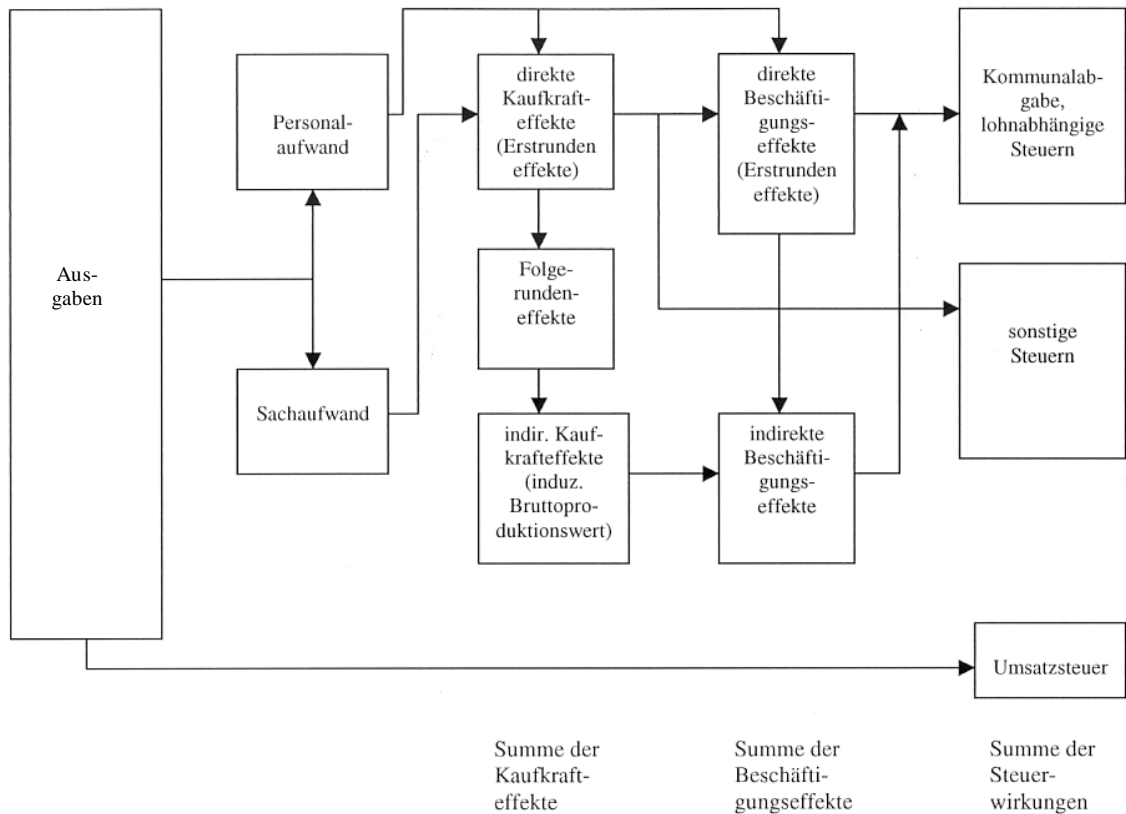 Aus-
gaben
Personal-
aufwand
Sachaufwand
direkte
Kaufkraft-
effekte
(Erstrunden
effekte)
Folge-
runden-
effekte
indir. Kauf-
krafteffekte
(induz.
Bruttopro-
duktionswert)
direkte
Beschäfti-
gungs-
effekte
(Erstrunden
effekte)
indirekte
Beschäfti-
gungs-
effekte
Kommunalab-
gabe,
lohnabhängige
Steuern
sonstige
Steuern
Umsatzsteuer
Summe der
Kaufkraft-
effekte
Summe der
Beschäfti-
gungseffekte
Summe der
Steuer-
wirkungen